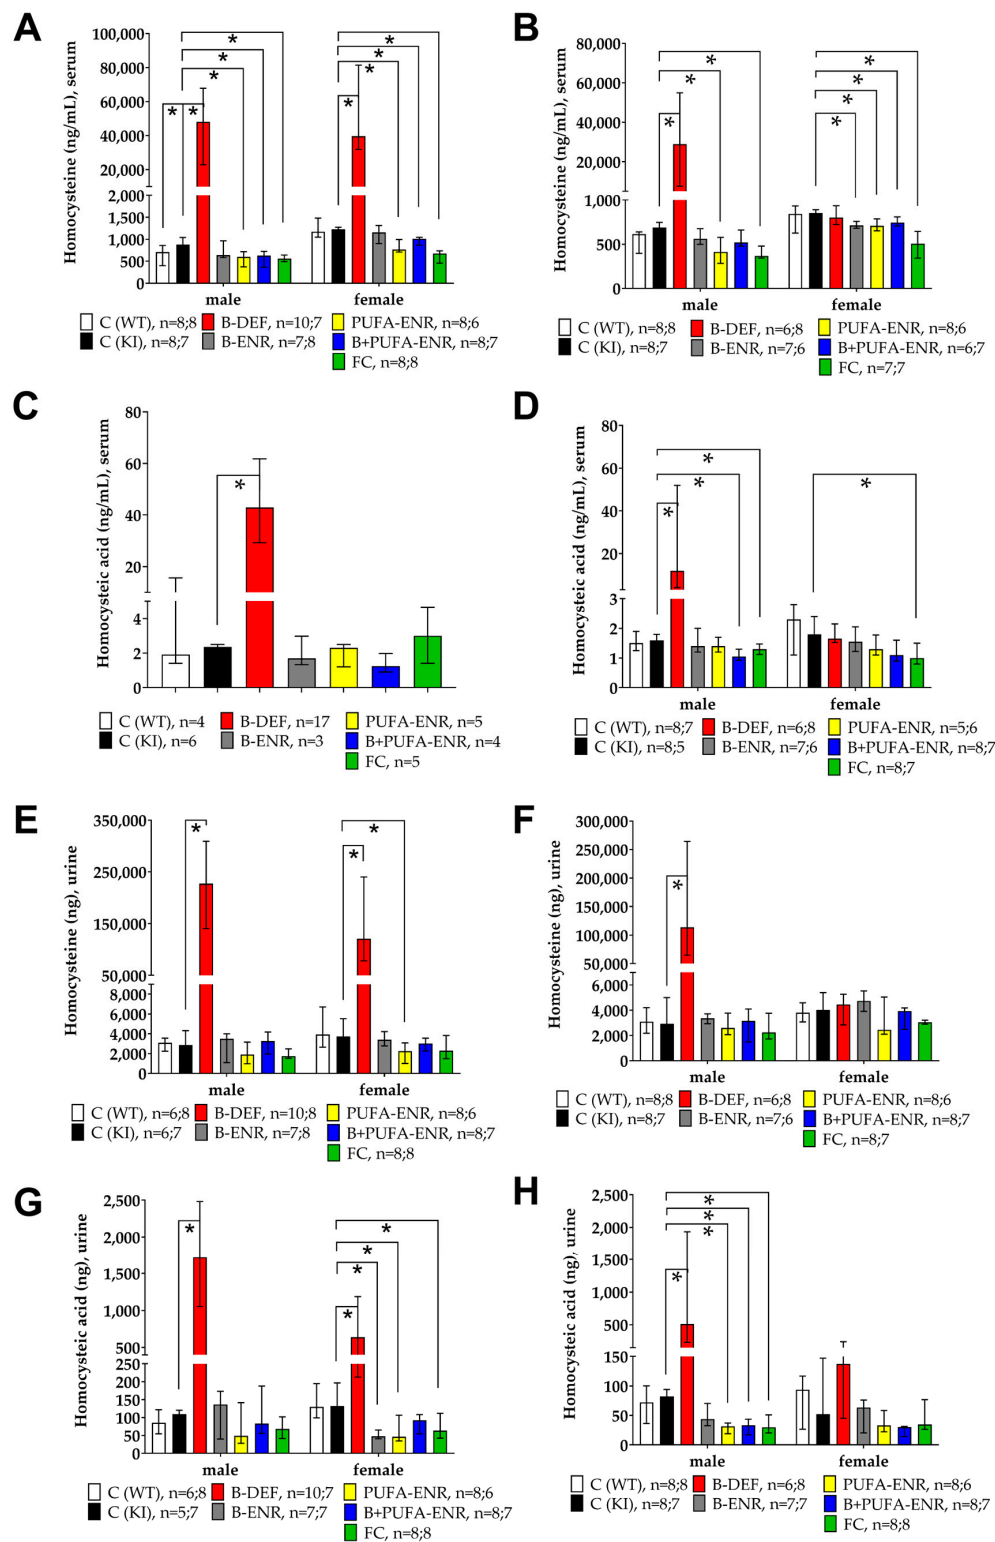 A
Homocysteine (ng/mL), serum
100,000
80,000
60,000
40,000
20,000
2,000
1,500
1,000
500
0
* * * * *
* * * *
male female
C (WT), n=8;8 B-DEF, n=10;7 PUFA-ENR, n=8;6
C (KI), n=8;7 B-ENR, n=7;8 B+PUFA-ENR, n=8;7
FC, n=8;8
B
Homocysteine (ng/mL), serum
80,000
60,000
40,000
20,000
1,000
500
0
* * *
* * * *
male female
C (WT), n=8;8 B-DEF, n=6;8 PUFA-ENR, n=8;6
C (KI), n=8;7 B-ENR, n=7;6 B+PUFA-ENR, n=6;7
FC, n=7;7
C
Homocysteic acid (ng/mL), serum
80
60
40
20
4
2
0
*
C (WT), n=4 B-DEF, n=17 PUFA-ENR, n=5
C (KI), n=6 B-ENR, n=3 B+PUFA-ENR, n=4
FC, n=5
D
Homocysteic acid (ng/mL), serum
80
60
40
20
3
2
1
0
* * *
*
male female
C (WT), n=8;7 B-DEF, n=6;8 PUFA-ENR, n=5;6
C (KI), n=8;5 B-ENR, n=7;6 B+PUFA-ENR, n=8;7
FC, n=8;7
E
Homocysteine (ng), urine
350,000
250,000
150,000
50,000
8,000
6,000
4,000
2,000
0
*
* *
male female
C (WT), n=6;8 B-DEF, n=10;8 PUFA-ENR, n=8;6
C (KI), n=6;7 B-ENR, n=7;8 B+PUFA-ENR, n=8;7
FC, n=8;8
F
Homocysteine (ng), urine
300,000
250,000
200,000
150,000
100,000
50,000
6,000
4,000
2,000
0
*
male female
C (WT), n=8;8 B-DEF, n=6;8 PUFA-ENR, n=8;6
C (KI), n=8;7 B-ENR, n=7;6 B+PUFA-ENR, n=8;7
FC, n=8;7
G
Homocysteic acid (ng), urine
2,500
2,000
1,500
1,000
500
250
200
150
100
50
0
*
* * * *
male female
C (WT), n=6;8 B-DEF, n=10;7 PUFA-ENR, n=8;6
C (KI), n=5;7 B-ENR, n=7;7 B+PUFA-ENR, n=8;7
FC, n=8;8
H
Homocysteic acid (ng), urine
2,500
2,000
1,500
1,000
500
150
100
50
0
* * * *
male female
C (WT), n=8;8 B-DEF, n=6;8 PUFA-ENR, n=8;6
C (KI), n=8;7 B-ENR, n=7;7 B+PUFA-ENR, n=8;7
FC, n=8;8